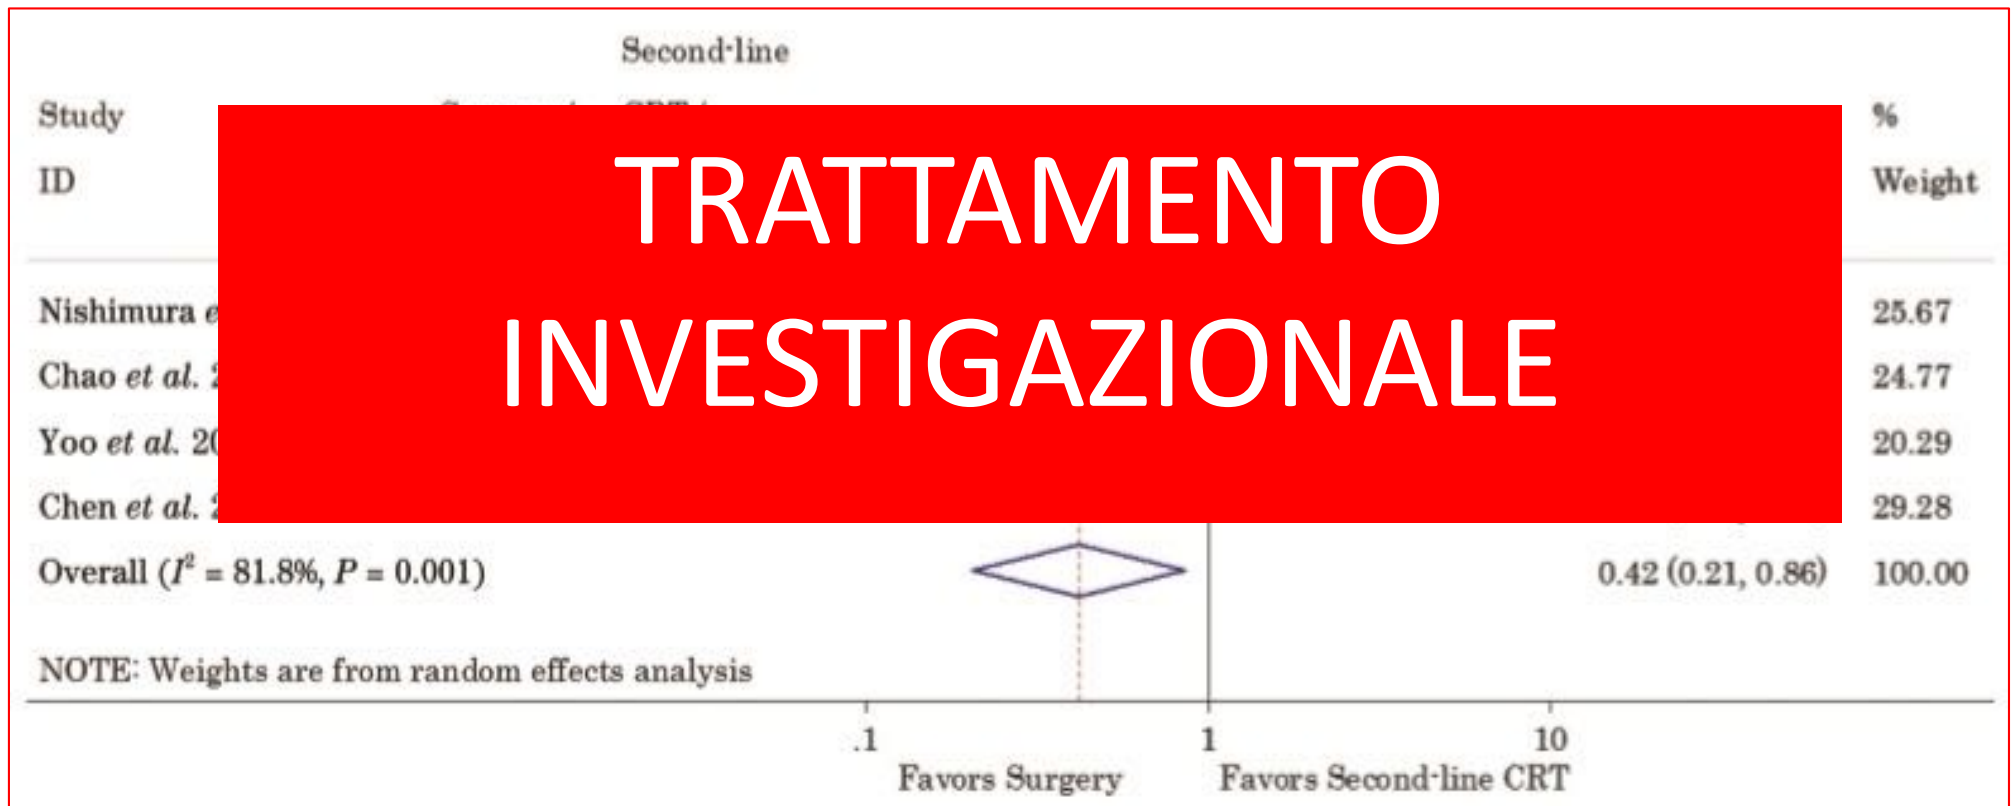 Second-line
Study %
ID Weight
TRATTAMENTO
INVESTIGAZIONALE
Nishimura 25.67
Chao et al. 24.77
Yoo et al. 20.29
Chen et al. 29.28
Overall (I² = 81.8%, P = 0.001) 0.42 (0.21, 0.86) 100.00
NOTE: Weights are from random effects analysis
.1 1 10
Favors Surgery Favors Second-line CRT